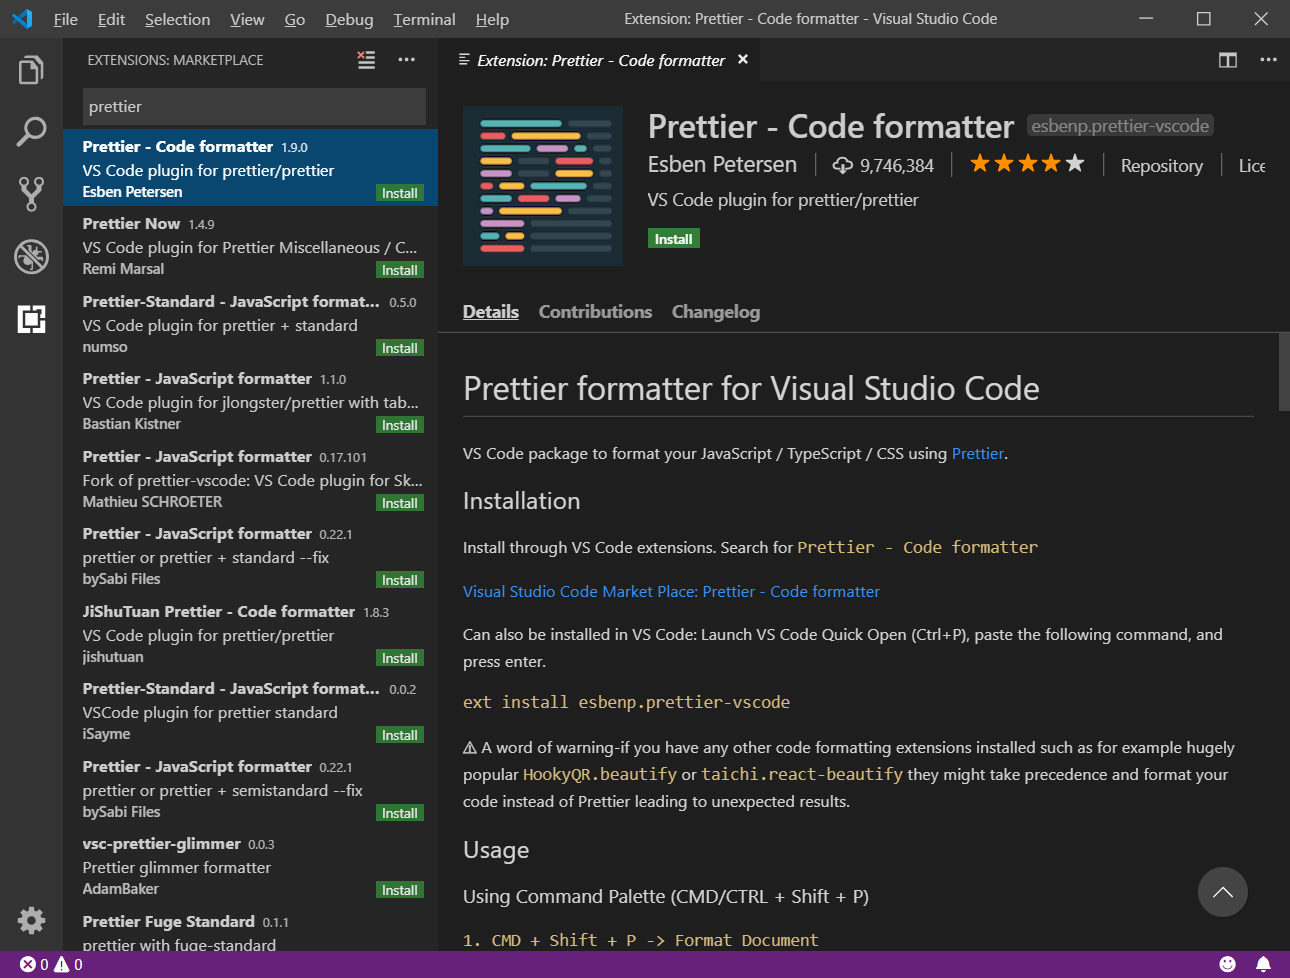 File Edit Selection View Go Debug Terminal Help Extension: Prettier - Code formatter - Visual Studio Code
EXTENSIONS: MARKETPLACE
prettier
Prettier - Code formatter 1.9.0
VS Code plugin for prettier/prettier
Esben Petersen Install
Prettier Now 1.4.9
VS Code plugin for Prettier Miscellaneous / C...
Remi Marsal Install
Prettier-Standard - JavaScript format... 0.5.0
VS Code plugin for prettier + standard
numso Install
Prettier - JavaScript formatter 1.1.0
VS Code plugin for jlongster/prettier with tab...
Bastian Kistner Install
Prettier - JavaScript formatter 0.17.101
Fork of prettier-vscode: VS Code plugin for Sk...
Mathieu SCHROETER Install
Prettier - JavaScript formatter 0.22.1
prettier or prettier + standard --fix
bySabi Files Install
JiShuTuan Prettier - Code formatter 1.8.3
VS Code plugin for prettier/prettier
jishutuan Install
Prettier-Standard - JavaScript format... 0.0.2
VSCode plugin for prettier standard
iSayme Install
Prettier - JavaScript formatter 0.22.1
prettier or prettier + semistandard --fix
bySabi Files Install
vsc-prettier-glimmer 0.0.3
Prettier glimmer formatter
AdamBaker Install
Prettier Fuge Standard 0.1.1
prettier with fuge-standard
Extension: Prettier - Code formatter
Prettier - Code formatter esbenp.prettier-vscode
Esben Petersen 9,746,384 Repository Lice
VS Code plugin for prettier/prettier
Install
Details Contributions Changelog
Prettier formatter for Visual Studio Code
VS Code package to format your JavaScript / TypeScript / CSS using Prettier.
Installation
Install through VS Code extensions. Search for Prettier - Code formatter
Visual Studio Code Market Place: Prettier - Code formatter
Can also be installed in VS Code: Launch VS Code Quick Open (Ctrl+P), paste the following command, and
press enter.
ext install esbenp.prettier-vscode
⚠ A word of warning-if you have any other code formatting extensions installed such as for example hugely
popular HookyQR.beautify or taichi.react-beautify they might take precedence and format your
code instead of Prettier leading to unexpected results.
Usage
Using Command Palette (CMD/CTRL + Shift + P)
1. CMD + Shift + P -> Format Document
0 0